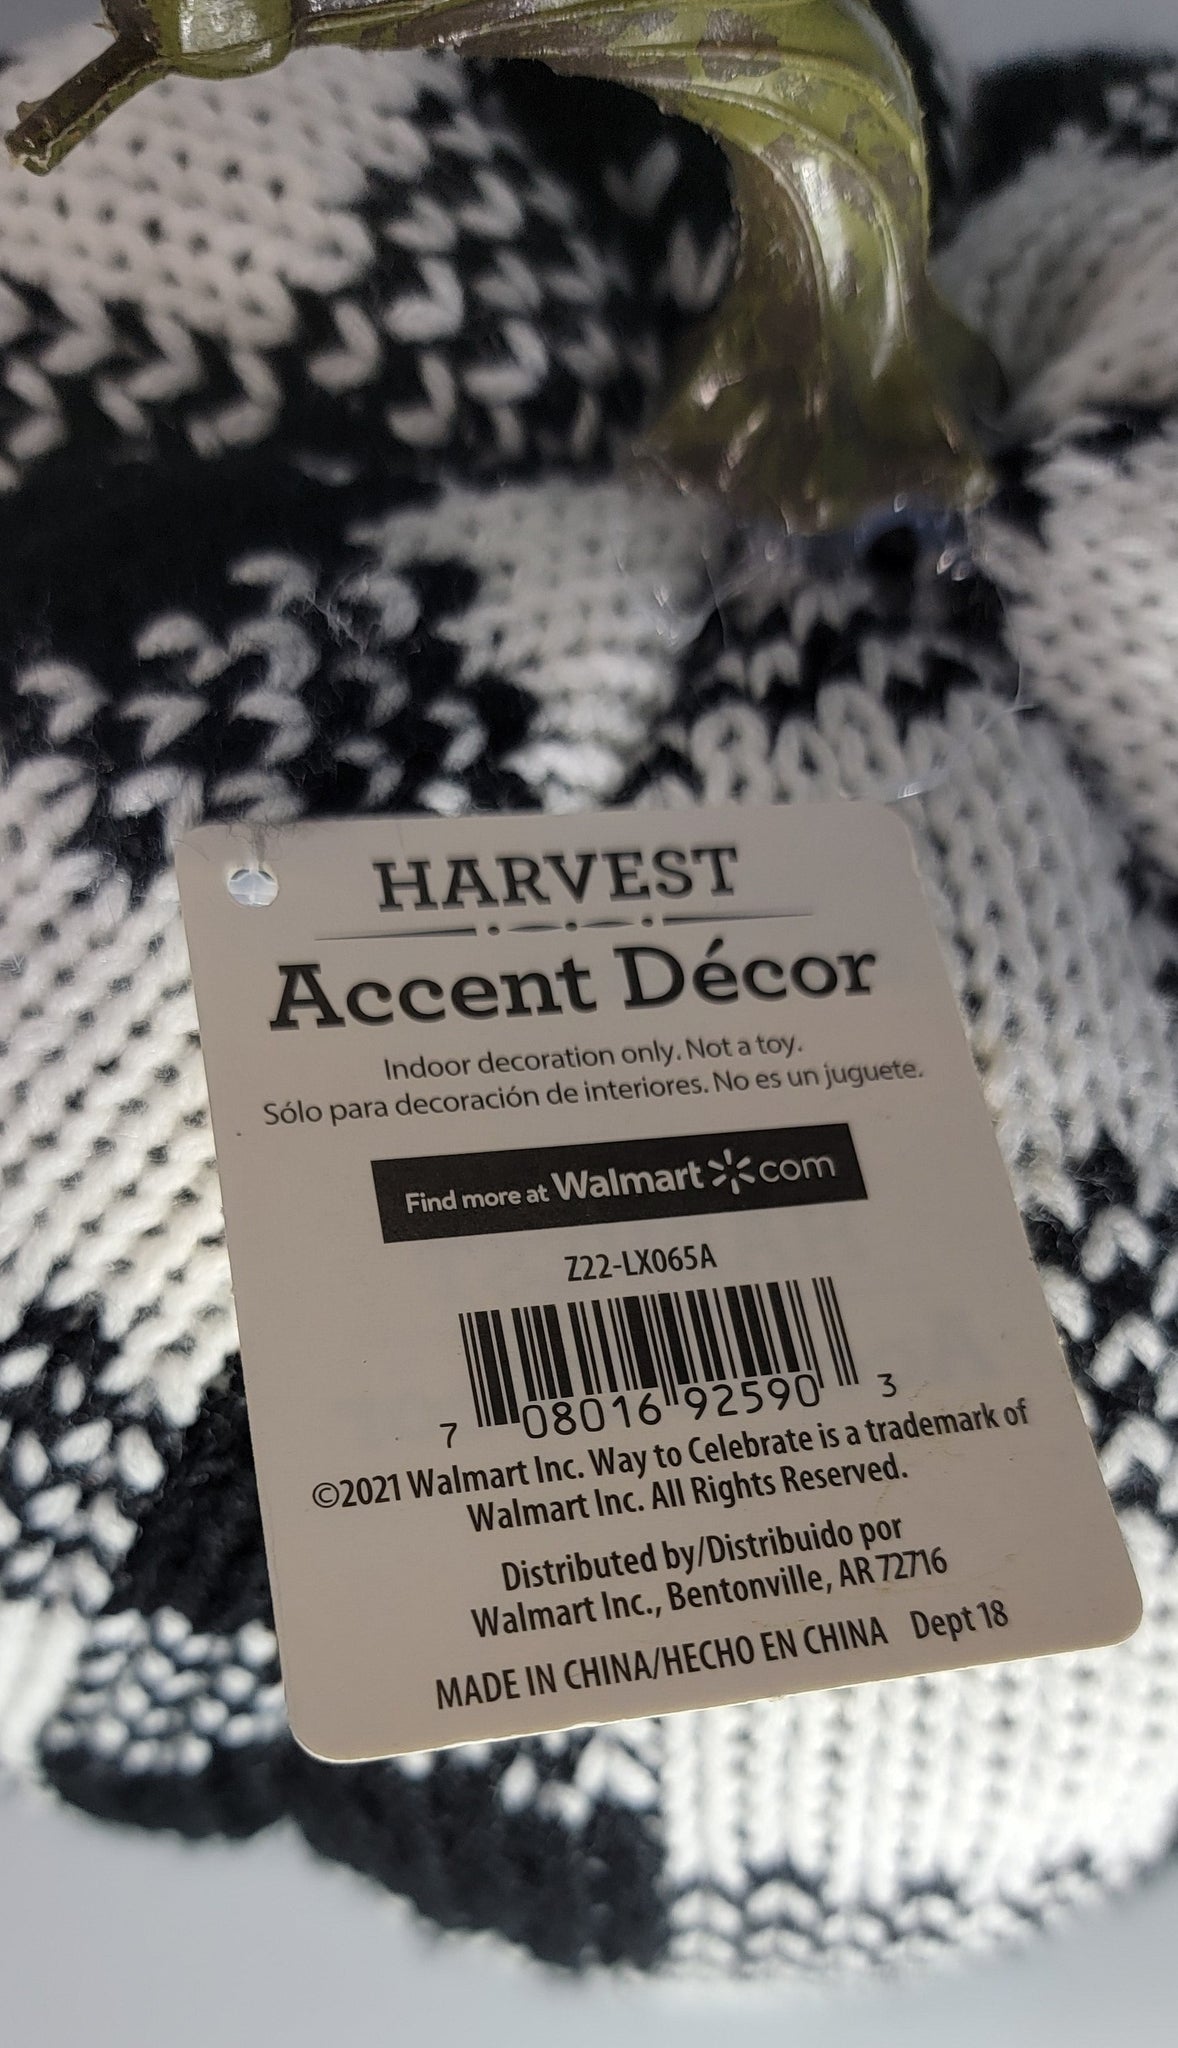 HARVEST
Accent Décor
Indoor decoration only. Not a toy.
Sólo para decoración de interiores. No es un juguete.
Find more at Walmart com
Z22-LX065A
7 08016 92590 3
©2021 Walmart Inc. Way to Celebrate is a trademark of
Walmart Inc. All Rights Reserved.
Distributed by/Distribuido por
Walmart Inc., Bentonville, AR 72716
MADE IN CHINA/HECHO EN CHINA Dept 18